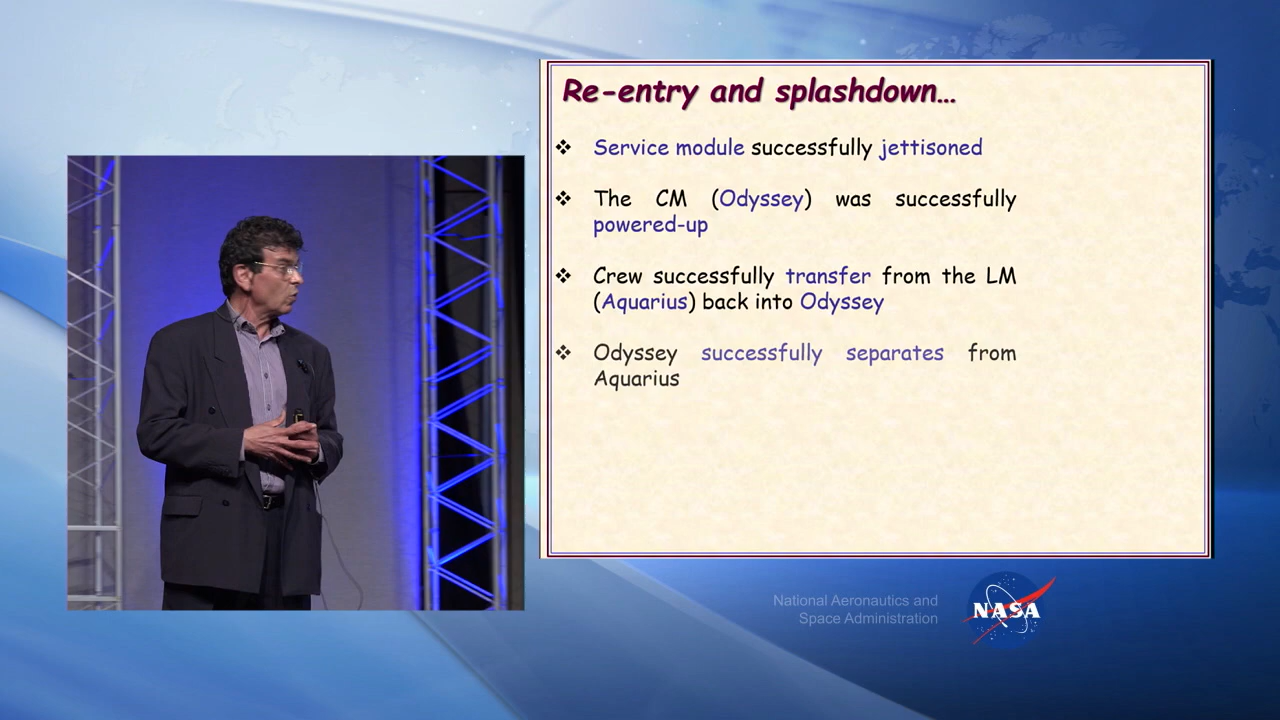 Re-entry and splashdown…
❖ Service module successfully jettisoned
❖ The CM (Odyssey) was successfully
powered-up
❖ Crew successfully transfer from the LM
(Aquarius) back into Odyssey
❖ Odyssey successfully separates from
Aquarius
National Aeronautics and
Space Administration
NASA